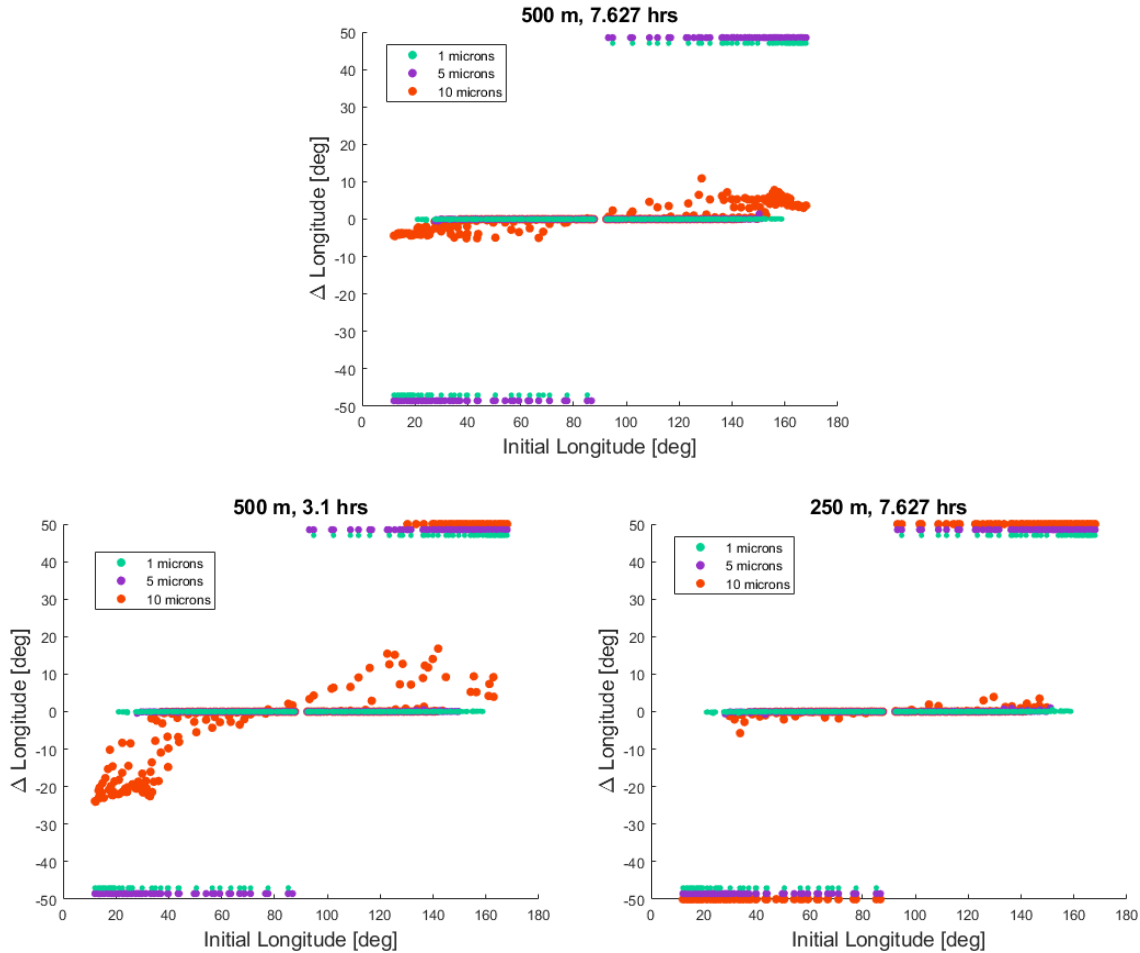 500 m, 7.627 hrs
50
40
30
20
10
0
-10
-20
-30
-40
-50
Δ Longitude [deg]
1 microns
5 microns
10 microns
0 20 40 60 80 100 120 140 160 180
Initial Longitude [deg]
500 m, 3.1 hrs
50
40
30
20
10
0
-10
-20
-30
-40
-50
Δ Longitude [deg]
1 microns
5 microns
10 microns
0 20 40 60 80 100 120 140 160 180
Initial Longitude [deg]
250 m, 7.627 hrs
50
40
30
20
10
0
-10
-20
-30
-40
-50
Δ Longitude [deg]
1 microns
5 microns
10 microns
0 20 40 60 80 100 120 140 160 180
Initial Longitude [deg]